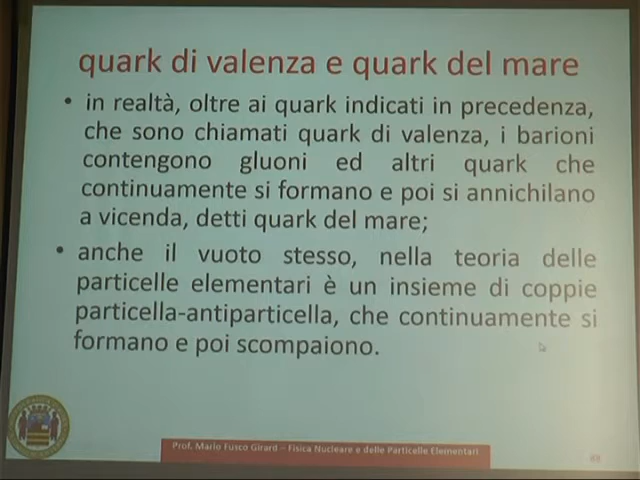 quark di valenza e quark del mare
• in realtà, oltre ai quark indicati in precedenza,
che sono chiamati quark di valenza, i barioni
contengono gluoni ed altri quark che
continuamente si formano e poi si annichilano
a vicenda, detti quark del mare;
• anche il vuoto stesso, nella teoria delle
particelle elementari è un insieme di coppie
particella-antiparticella, che continuamente si
formano e poi scompaiono.
Prof. Mario Fusco Girard – Fisica Nucleare e delle Particelle Elementari